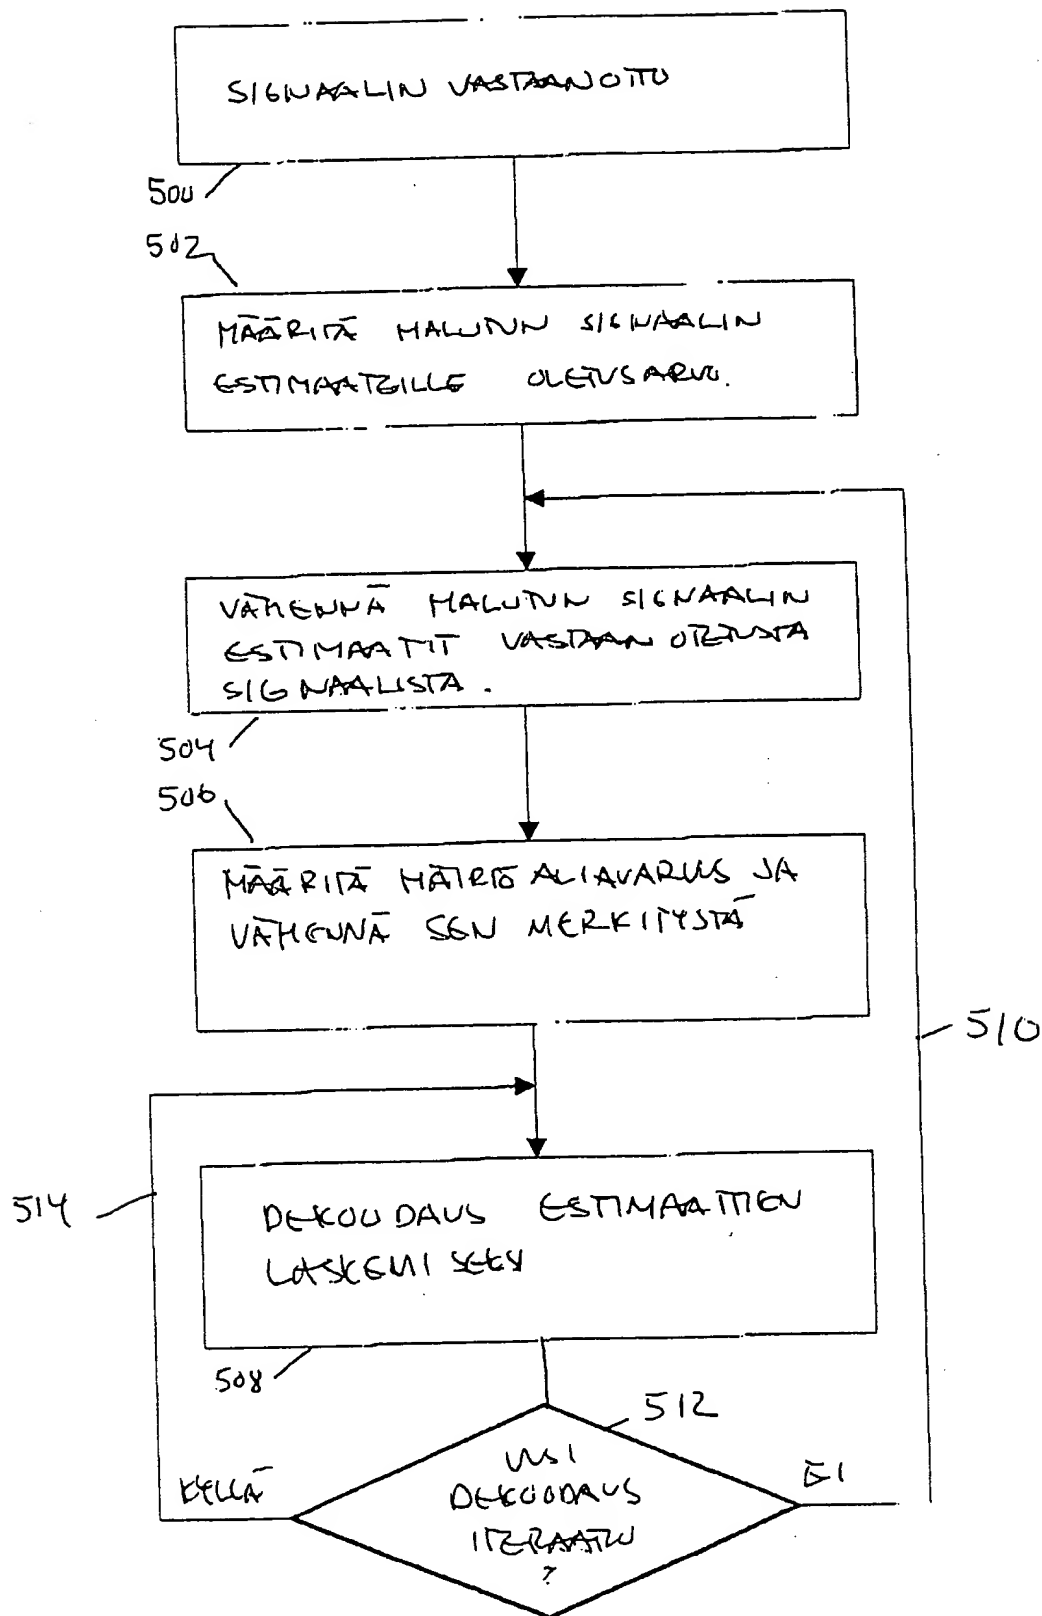 SIGNAALIN VASTAANOTTO
500
502
MÄÄRITÄ HALUTUN SIGNAALIN
ESTIMAATEILLE OLETUSARVO.
VÄHENNÄ HALUTUN SIGNAALIN
ESTIMAATIT VASTAANOTETUSTA
SIGNAALISTA.
504
506
MÄÄRITÄ HÄIRIÖ ALIAVARUUS JA
VÄHENNÄ SEN MERKITYSTÄ
510
514
DEKOODAUS ESTIMAATTIEN
LASKEMISEKSI
508
512
UUSI
DEKOODAUS
ITERAATIO
?
KYLLÄ
EI